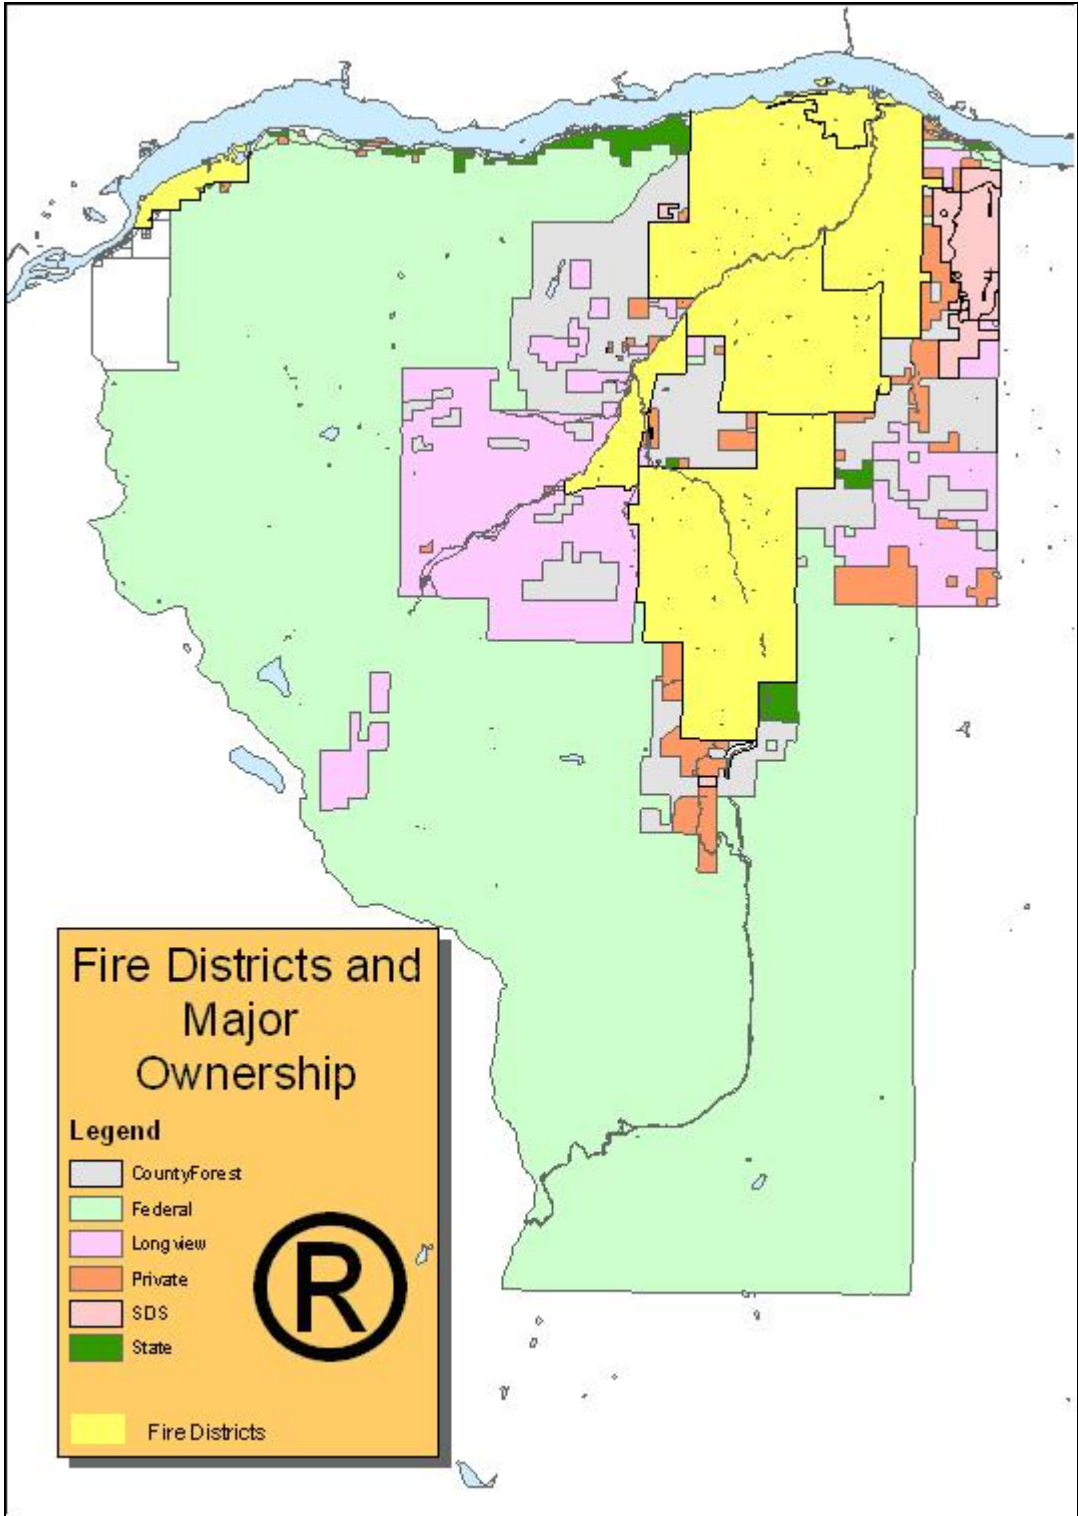 Fire Districts and
Major
Ownership
Legend
CountyForest
Federal
Longview
Private
SDS
State
R
Fire Districts